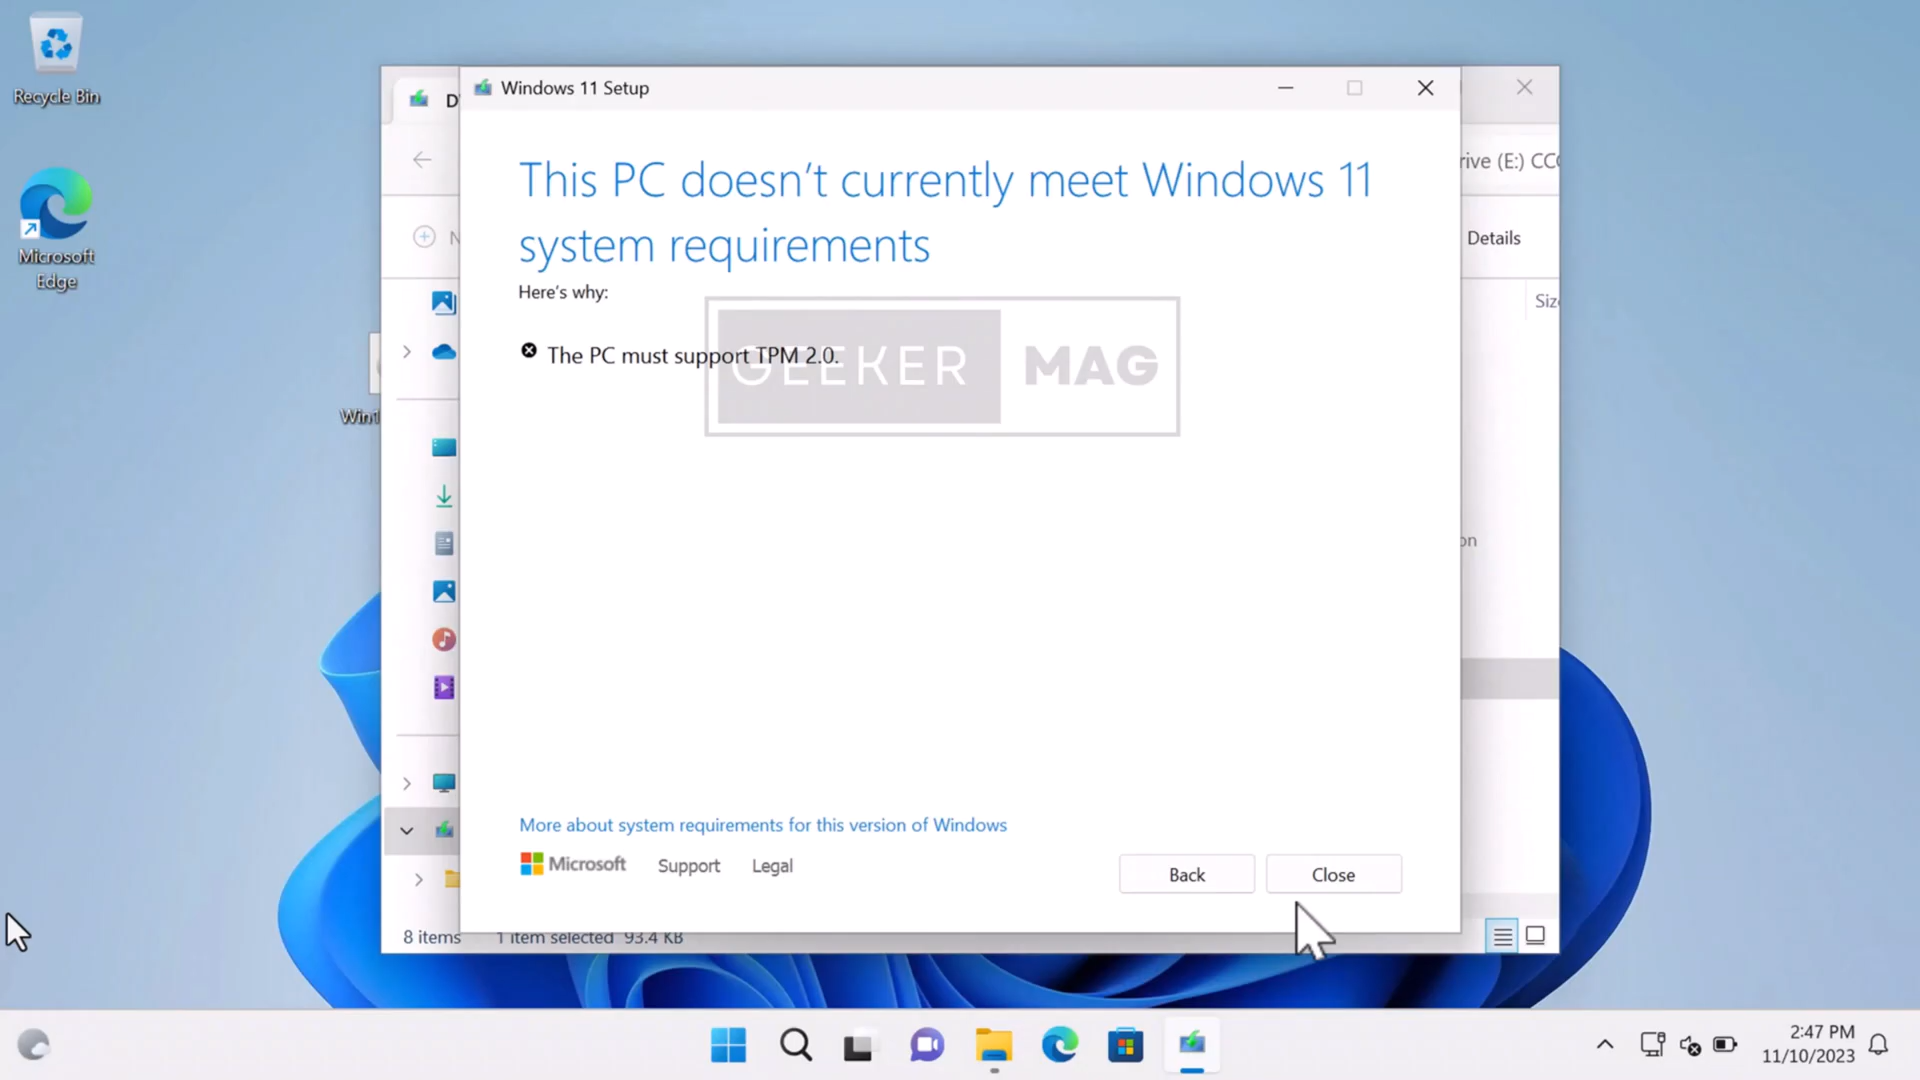 Recycle Bin
Microsoft
Edge
Windows 11 Setup
This PC doesn't currently meet Windows 11
system requirements
Here's why:
The PC must support TPM 2.0.
GEEKER MAG
rive (E:) CC
Details
Siz
on
Win1
More about system requirements for this version of Windows
Microsoft Support Legal
Back Close
8 items 1 item selected 93.4 KB
2:47 PM
11/10/2023